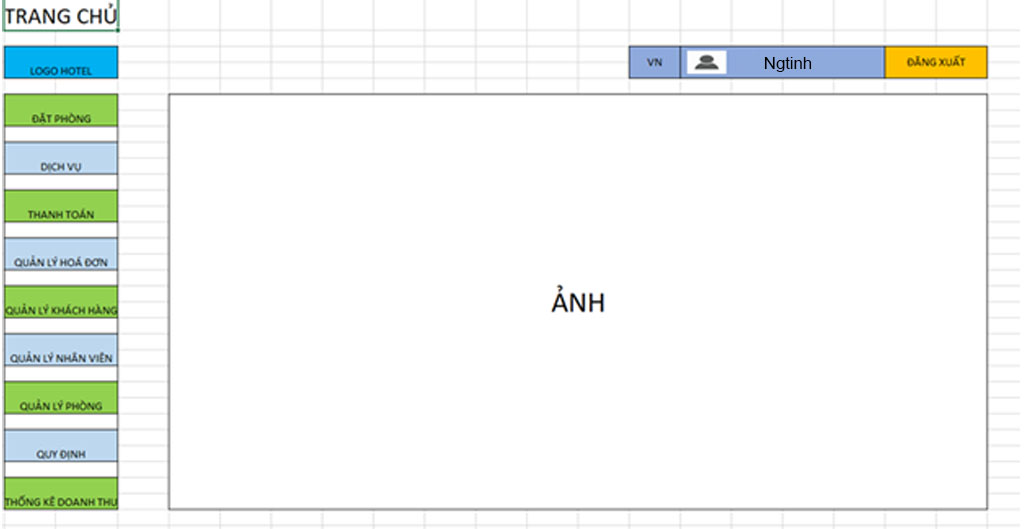 TRANG CHỦ
LOGO HOTEL
VN
Ngtinh
ĐĂNG XUẤT
ĐẶT PHÒNG
DỊCH VỤ
THANH TOÁN
QUẢN LÝ HOÁ ĐƠN
QUẢN LÝ KHÁCH HÀNG
QUẢN LÝ NHÂN VIÊN
QUẢN LÝ PHÒNG
QUY ĐỊNH
THỐNG KÊ DOANH THU
ẢNH